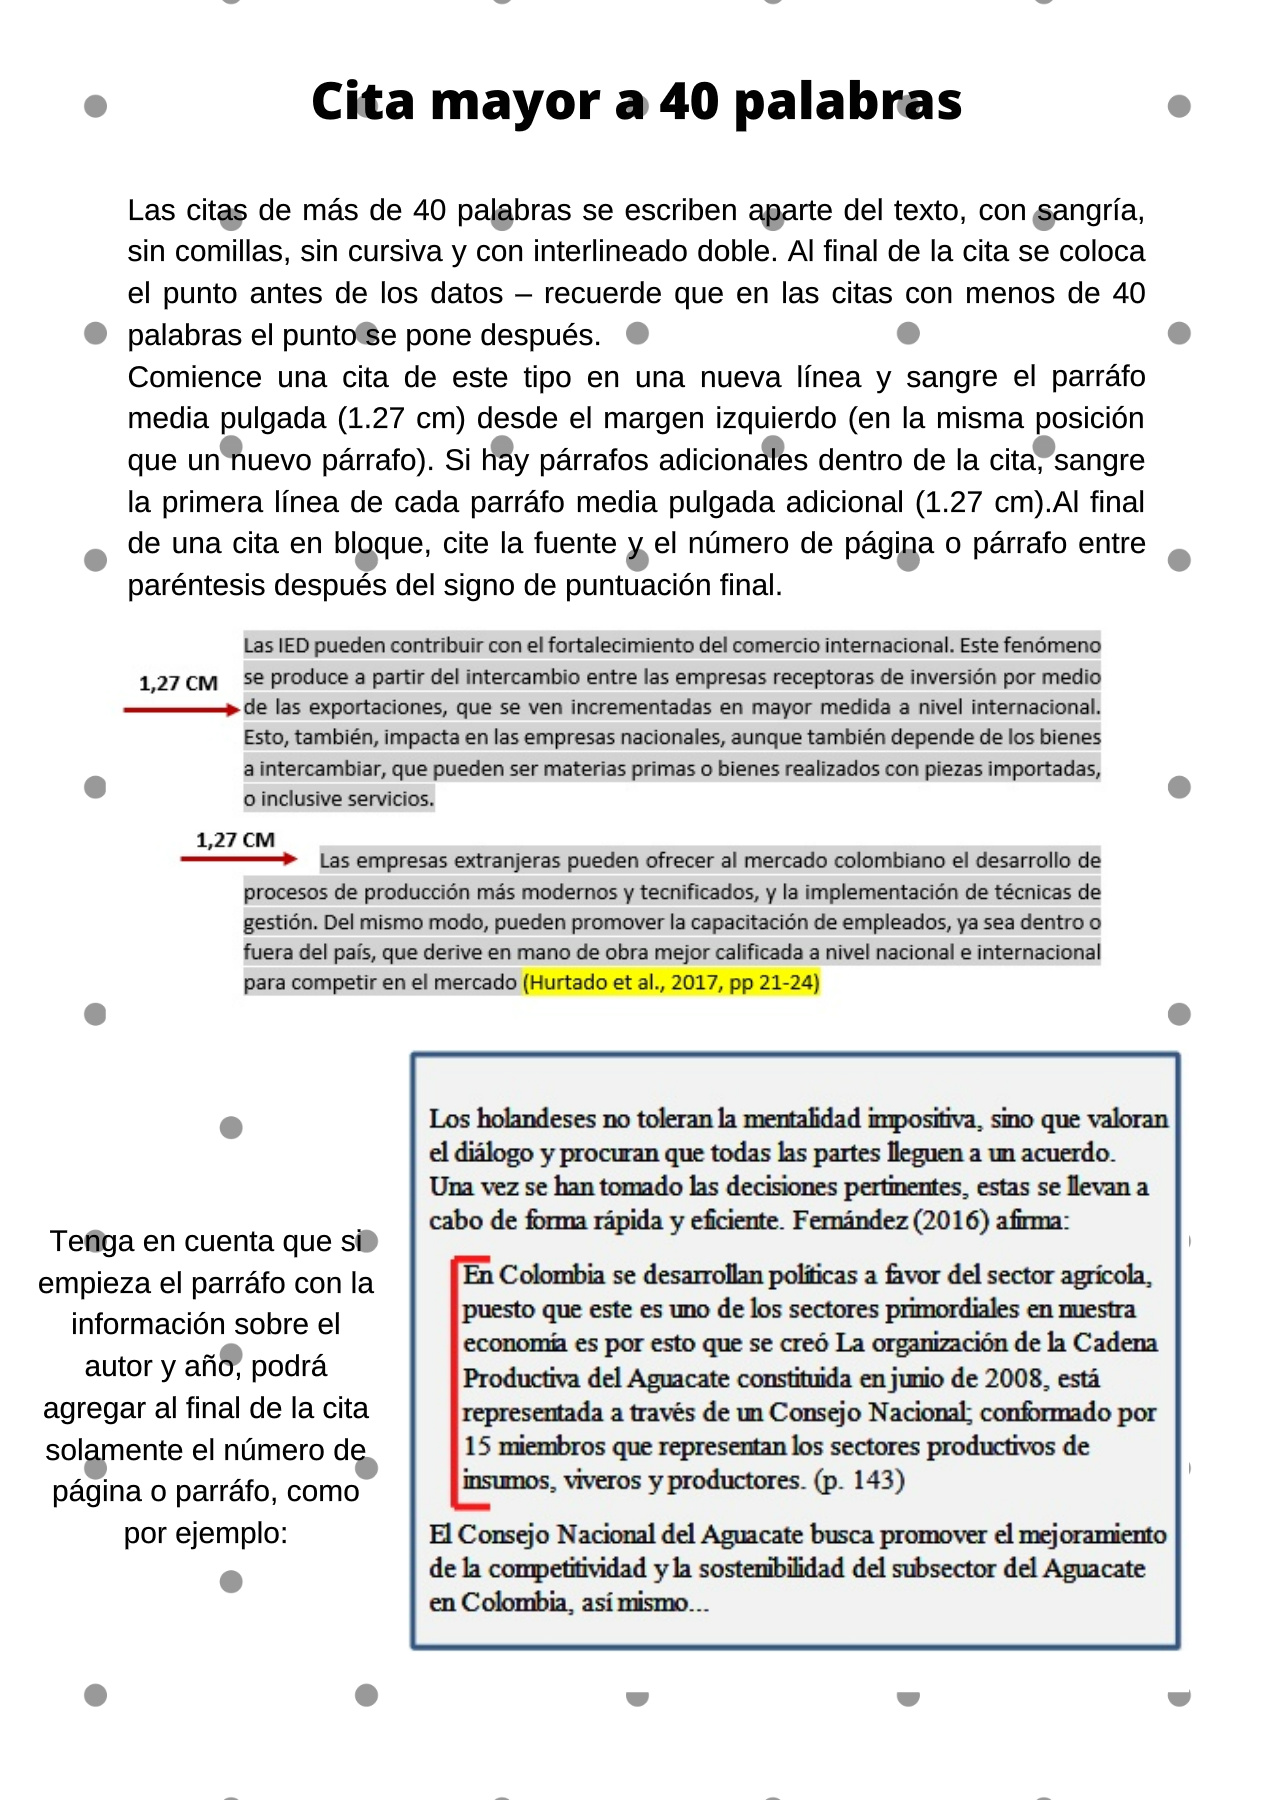 Cita mayor a 40 palabras
Las citas de más de 40 palabras se escriben aparte del texto, con sangría,
sin comillas, sin cursiva y con interlineado doble. Al final de la cita se coloca
el punto antes de los datos – recuerde que en las citas con menos de 40
palabras el punto se pone después.
Comience una cita de este tipo en una nueva línea y sangre el parráfo
media pulgada (1.27 cm) desde el margen izquierdo (en la misma posición
que un nuevo párrafo). Si hay párrafos adicionales dentro de la cita, sangre
la primera línea de cada parráfo media pulgada adicional (1.27 cm).Al final
de una cita en bloque, cite la fuente y el número de página o párrafo entre
paréntesis después del signo de puntuación final.
Las IED pueden contribuir con el fortalecimiento del comercio internacional. Este fenómeno
se produce a partir del intercambio entre las empresas receptoras de inversión por medio
1,27 CM
de las exportaciones, que se ven incrementadas en mayor medida a nivel internacional.
Esto, también, impacta en las empresas nacionales, aunque también depende de los bienes
a intercambiar, que pueden ser materias primas o bienes realizados con piezas importadas,
o inclusive servicios.
1,27 CM
Las empresas extranjeras pueden ofrecer al mercado colombiano el desarrollo de
procesos de producción más modernos y tecnificados, y la implementación de técnicas de
gestión. Del mismo modo, pueden promover la capacitación de empleados, ya sea dentro o
fuera del país, que derive en mano de obra mejor calificada a nivel nacional e internacional
para competir en el mercado (Hurtado et al., 2017, pp 21-24)
Tenga en cuenta que si
empieza el parráfo con la
información sobre el
autor y año, podrá
agregar al final de la cita
solamente el número de
página o parráfo, como
por ejemplo:
Los holandeses no toleran la mentalidad impositiva, sino que valoran
el diálogo y procuran que todas las partes lleguen a un acuerdo.
Una vez se han tomado las decisiones pertinentes, estas se llevan a
cabo de forma rápida y eficiente. Fernández (2016) afirma:
En Colombia se desarrollan políticas a favor del sector agrícola,
puesto que este es uno de los sectores primordiales en nuestra
economía es por esto que se creó La organización de la Cadena
Productiva del Aguacate constituida en junio de 2008, está
representada a través de un Consejo Nacional; conformado por
15 miembros que representan los sectores productivos de
insumos, viveros y productores. (p. 143)
El Consejo Nacional del Aguacate busca promover el mejoramiento
de la competitividad y la sostenibilidad del subsector del Aguacate
en Colombia, así mismo...